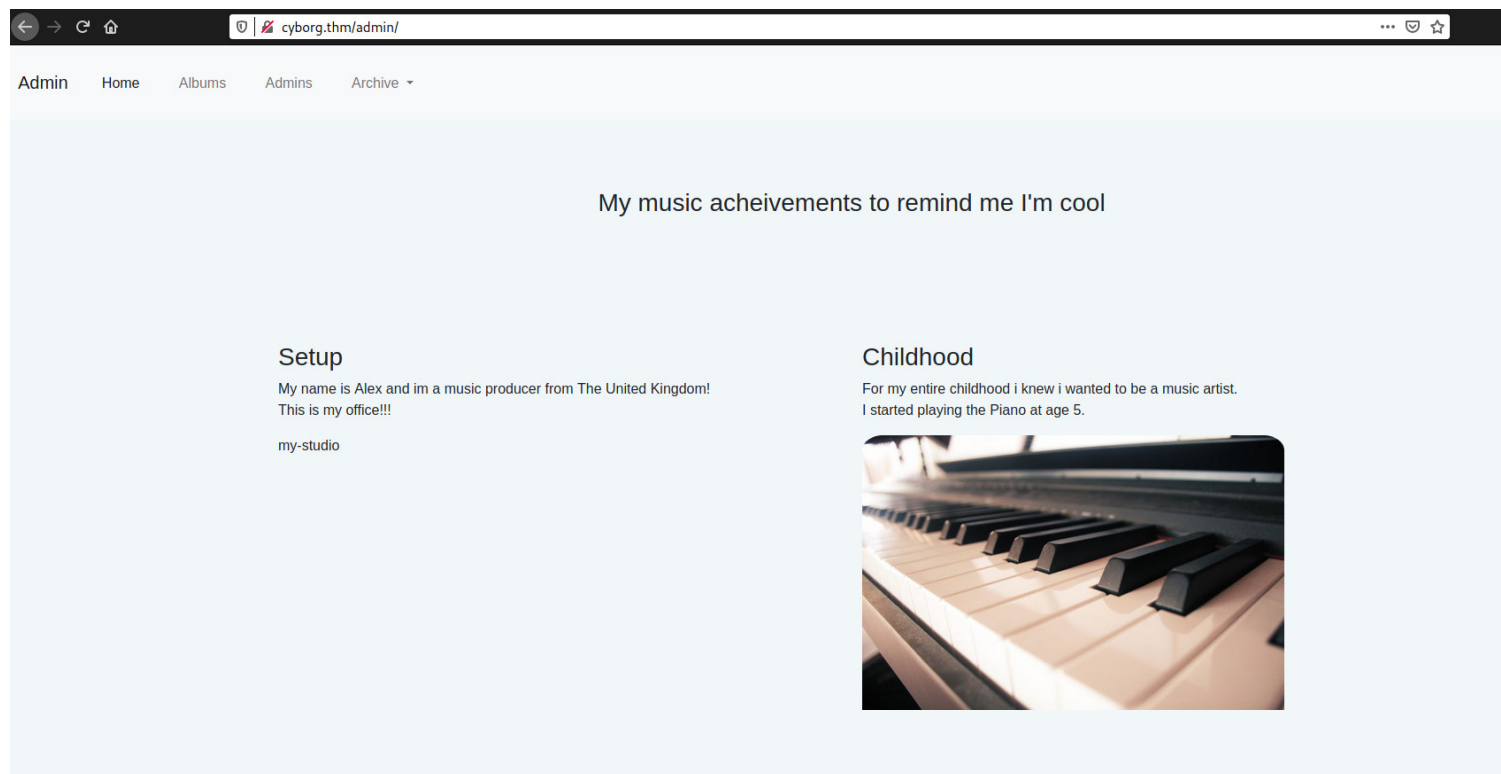 cyborg.thm/admin/
Admin Home Albums Admins Archive
My music acheivements to remind me I'm cool
Setup
My name is Alex and im a music producer from The United Kingdom!
This is my office!!!
my-studio
Childhood
For my entire childhood i knew i wanted to be a music artist.
I started playing the Piano at age 5.